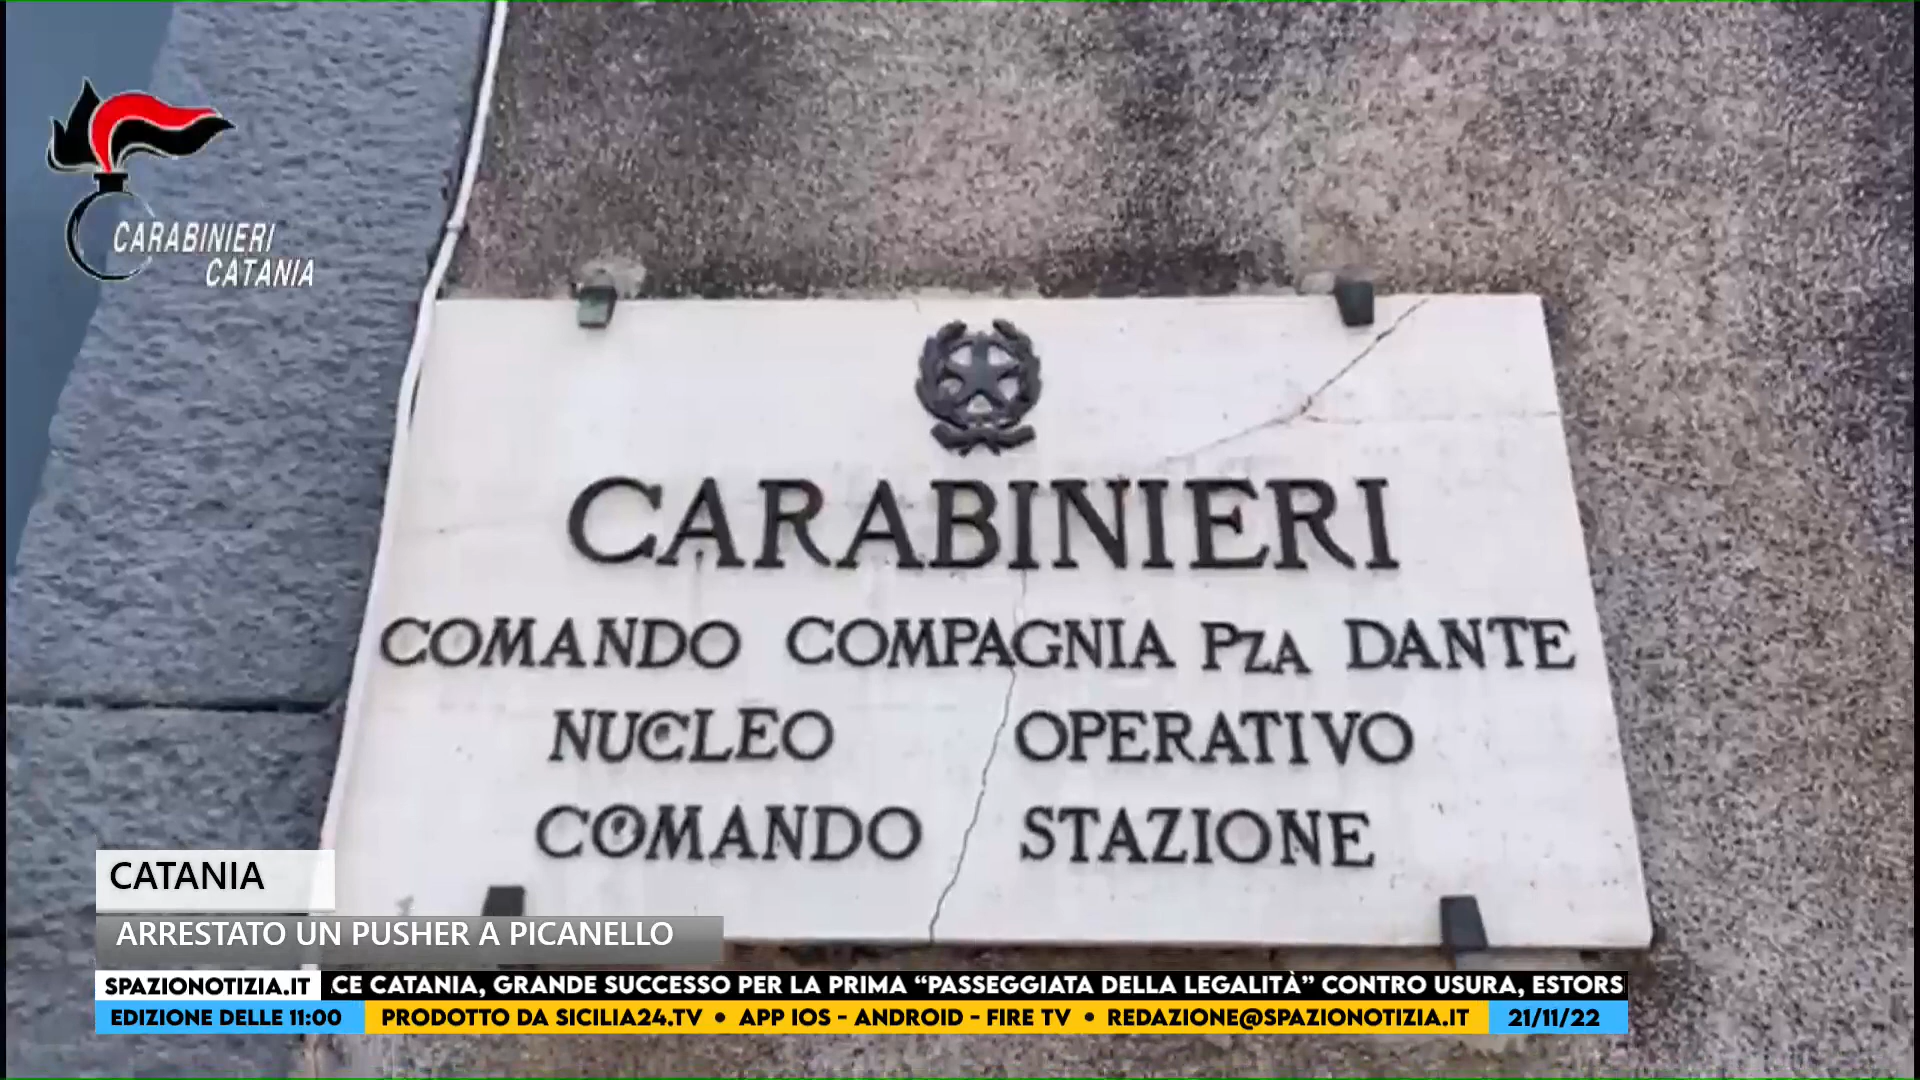 CARABINIERI
CATANIA
CARABINIERI
COMANDO COMPAGNIA PZA DANTE
NUCLEO OPERATIVO
COMANDO STAZIONE
CATANIA
ARRESTATO UN PUSHER A PICANELLO
SPAZIONOTIZIA.IT CE CATANIA, GRANDE SUCCESSO PER LA PRIMA “PASSEGGIATA DELLA LEGALITÀ” CONTRO USURA, ESTORS
EDIZIONE DELLE 11:00 PRODOTTO DA SICILIA24.TV • APP IOS - ANDROID - FIRE TV • REDAZIONE@SPAZIONOTIZIA.IT 21/11/22